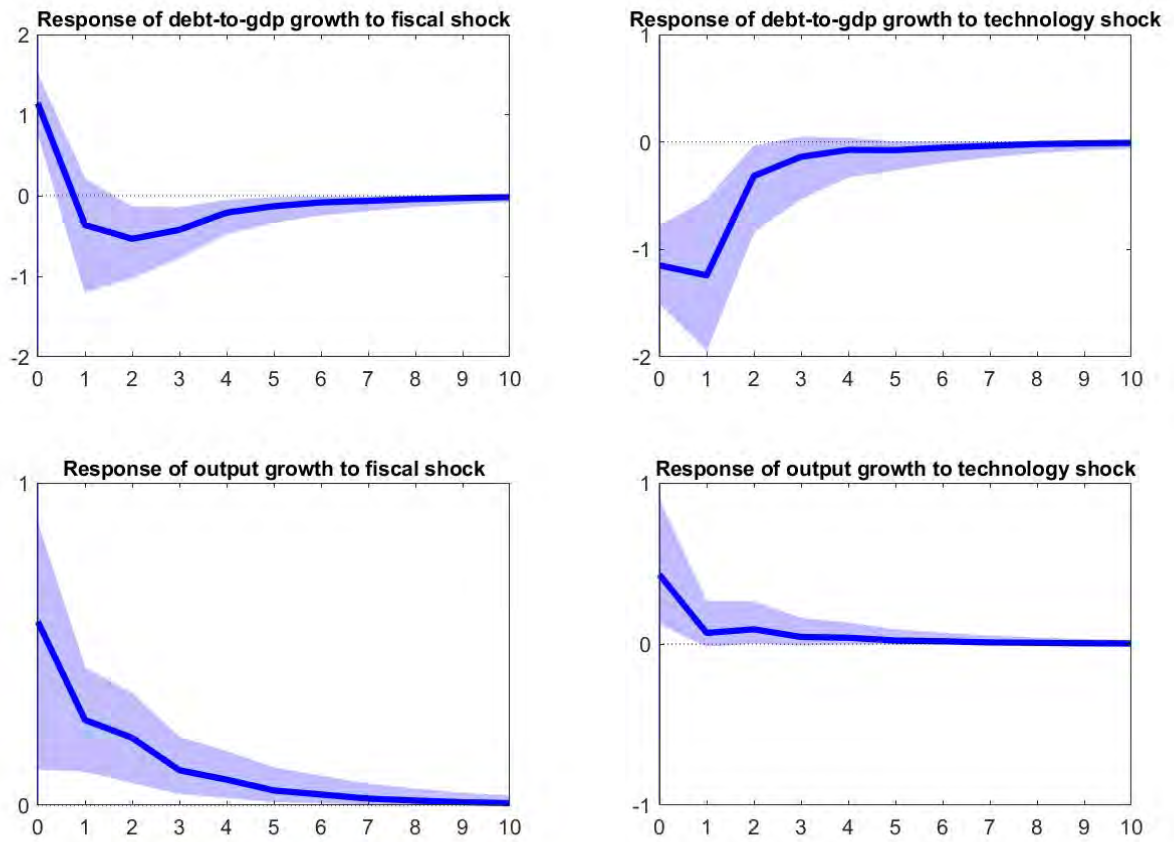 Response of debt-to-gdp growth to fiscal shock
2
1
0
-1
-2
0 1 2 3 4 5 6 7 8 9 10
Response of debt-to-gdp growth to technology shock
1
0
-1
-2
0 1 2 3 4 5 6 7 8 9 10
Response of output growth to fiscal shock
1
0
0 1 2 3 4 5 6 7 8 9 10
Response of output growth to technology shock
1
0
-1
0 1 2 3 4 5 6 7 8 9 10